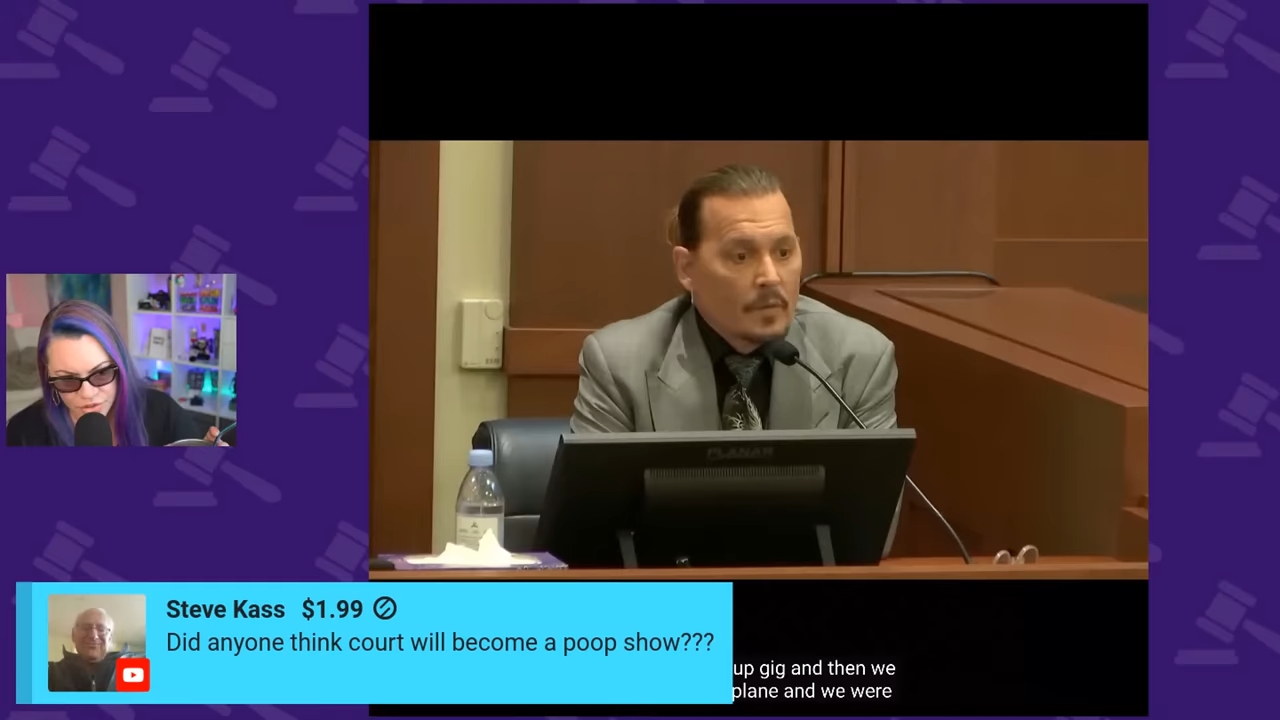 PLANAR
Steve Kass $1.99
Did anyone think court will become a poop show???
up gig and then we
plane and we were